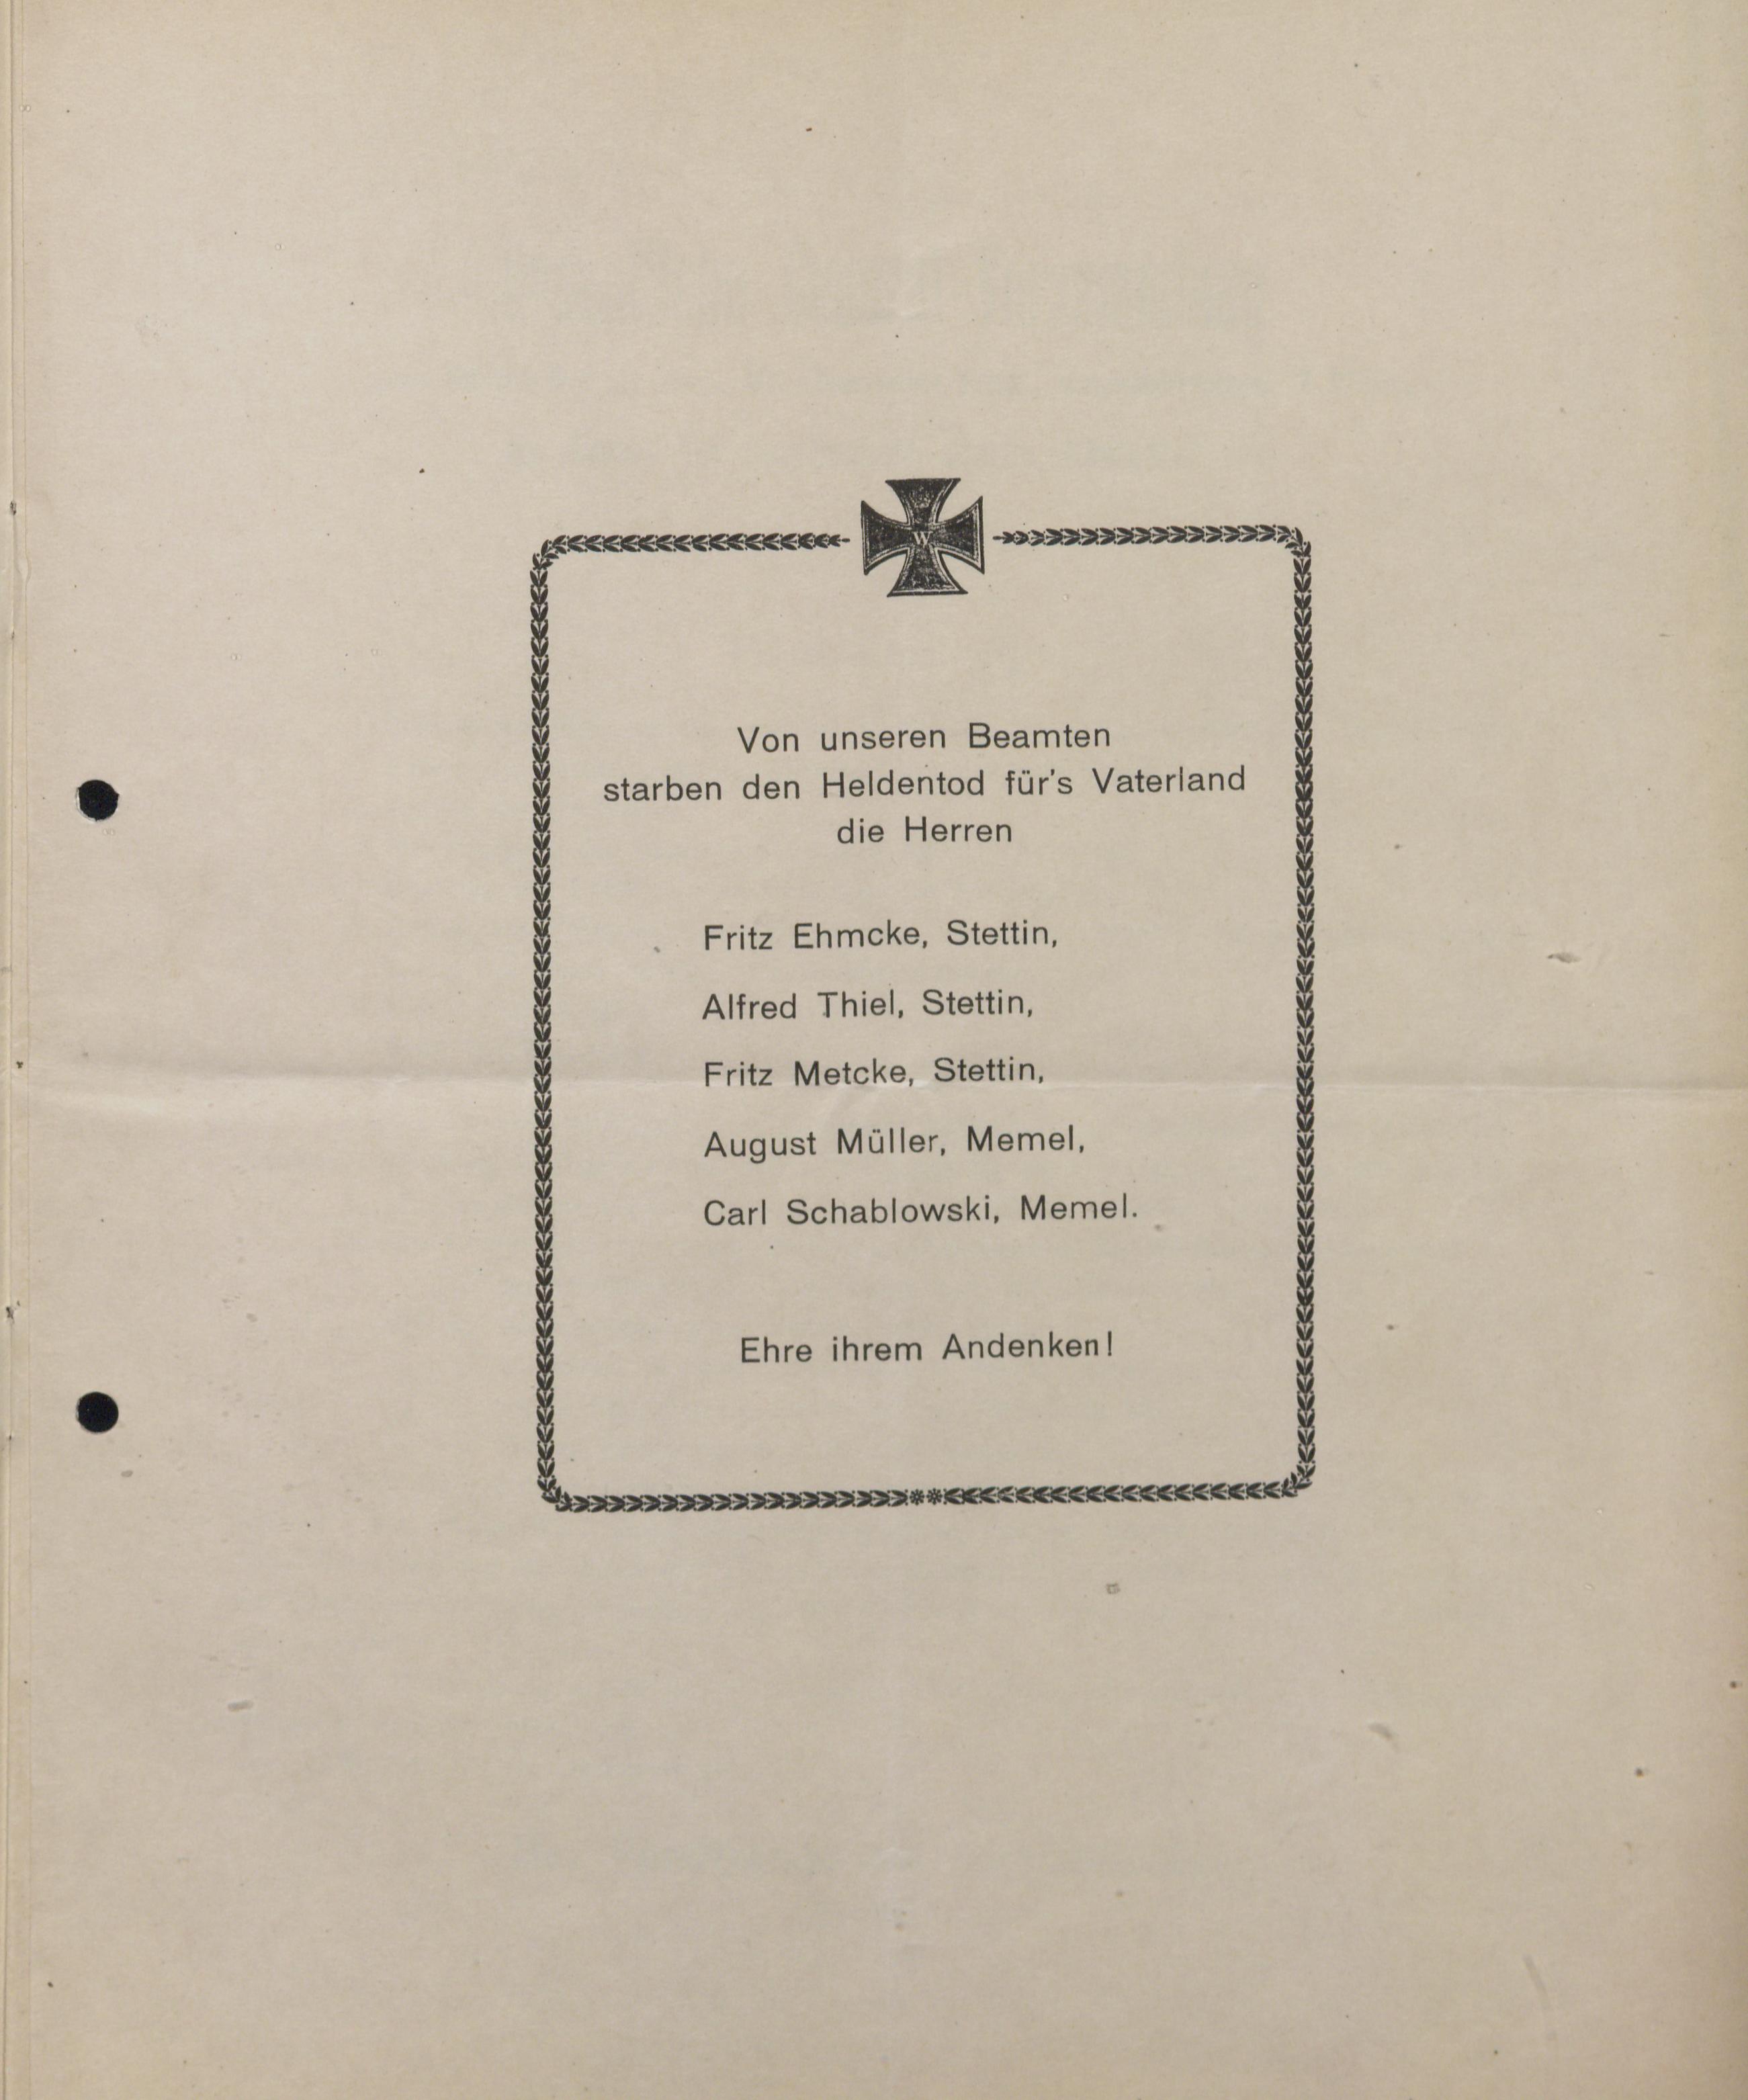 W
Von unseren Beamten
starben den Heldentod für's Vaterland
die Herren
Fritz Ehmcke, Stettin,
Alfred Thiel, Stettin,
Fritz Metcke, Stettin,
August Müller, Memel,
Carl Schablowski, Memel.
Ehre ihrem Andenken!